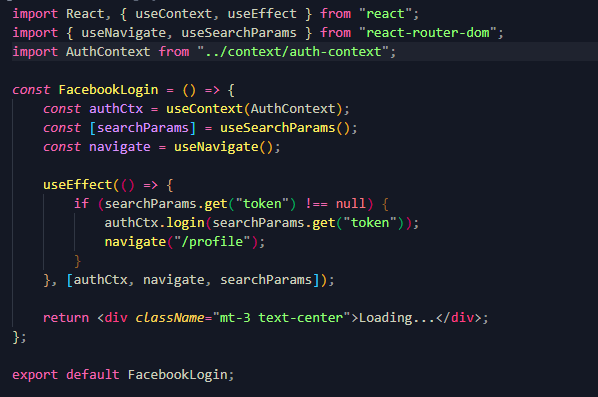 import React, { useContext, useEffect } from "react";
import { useNavigate, useSearchParams } from "react-router-dom";
import AuthContext from "../context/auth-context";
const FacebookLogin = () => {
const authCtx = useContext(AuthContext);
const [searchParams] = useSearchParams();
const navigate = useNavigate();
useEffect(() => {
if (searchParams.get("token") !== null) {
authCtx.login(searchParams.get("token"));
navigate("/profile");
}
}, [authCtx, navigate, searchParams]);
return <div className="mt-3 text-center">Loading...</div>;
};
export default FacebookLogin;